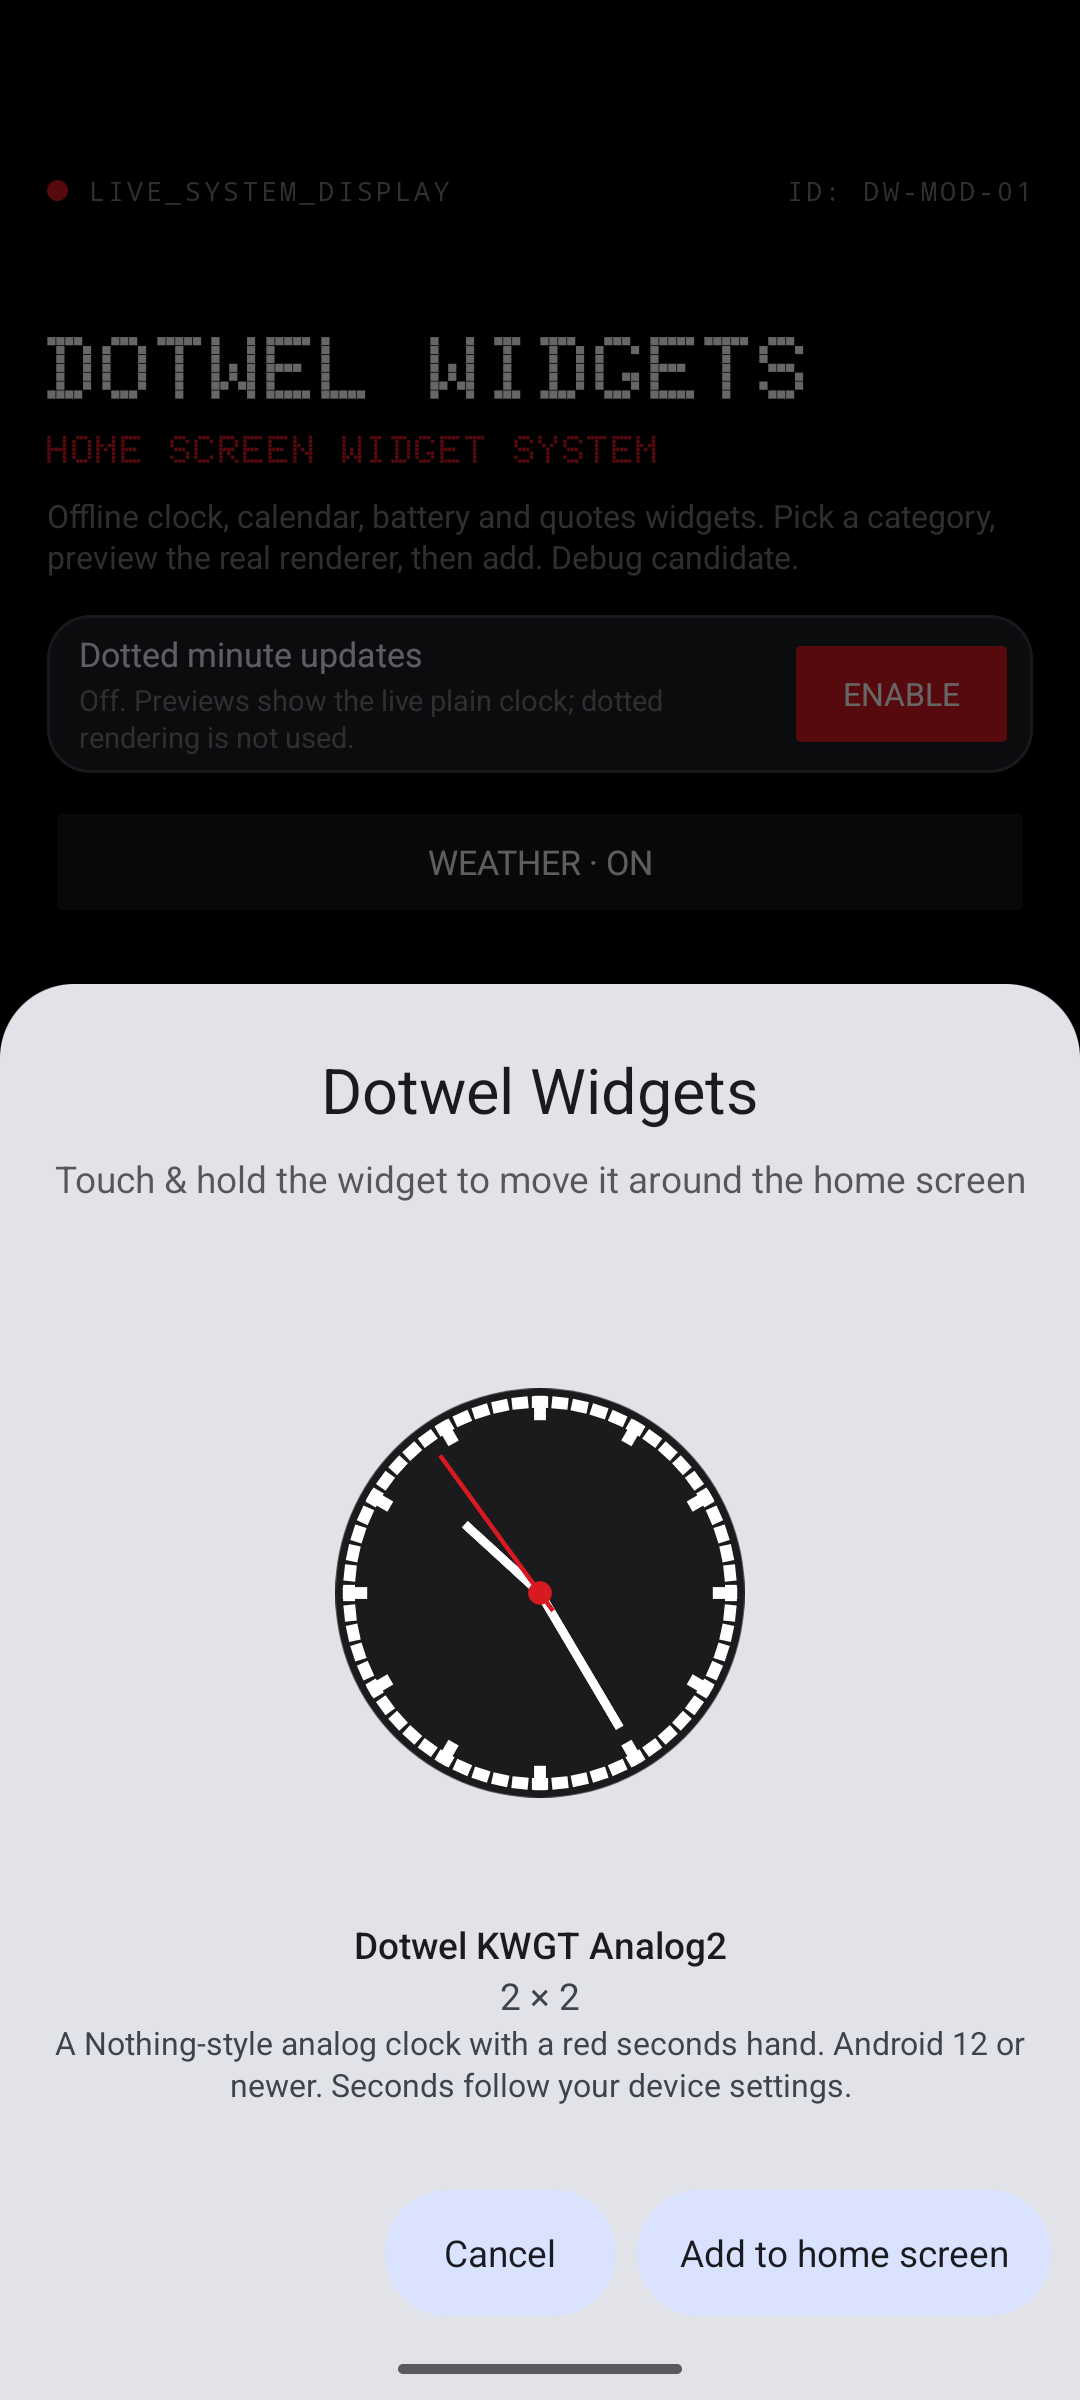 LIVE_SYSTEM_DISPLAY
ID: DW-MOD-01
DOTWEL WIDGETS
HOME SCREEN WIDGET SYSTEM
Offline clock, calendar, battery and quotes widgets. Pick a category,
preview the real renderer, then add. Debug candidate.
Dotted minute updates
Off. Previews show the live plain clock; dotted
rendering is not used.
ENABLE
WEATHER · ON
Dotwel Widgets
Touch & hold the widget to move it around the home screen
Dotwel KWGT Analog2
2 × 2
A Nothing-style analog clock with a red seconds hand. Android 12 or
newer. Seconds follow your device settings.
Cancel
Add to home screen